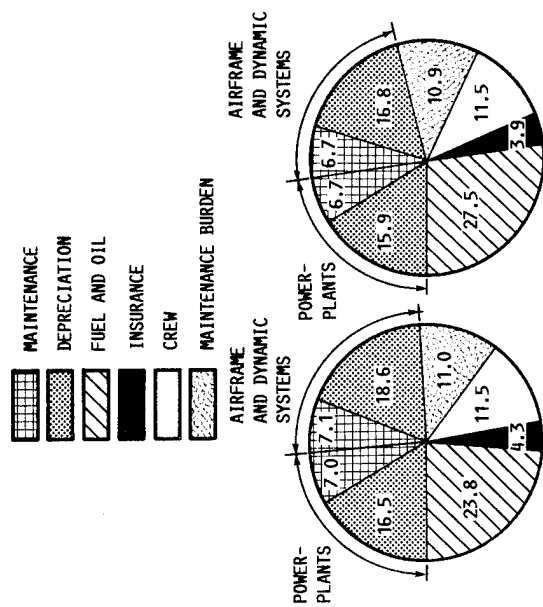 MAINTENANCE
DEPRECIATION
FUEL AND OIL
INSURANCE
CREW
MAINTENANCE BURDEN
AIRFRAME
AND DYNAMIC
SYSTEMS
POWER-
PLANTS
7.0
7.1
16.5
18.6
11.0
23.8
4.3
11.5
AIRFRAME
AND DYNAMIC
SYSTEMS
POWER-
PLANTS
6.7
6.7
15.9
16.8
10.9
27.5
3.9
11.5